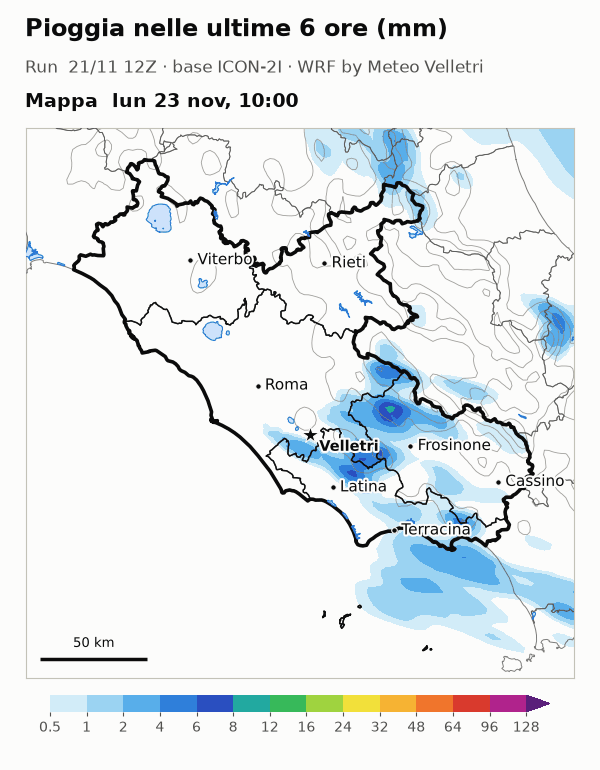 Pioggia nelle ultime 6 ore (mm)
Run  21/11 12Z · base ICON-2I · WRF by Meteo Velletri
Mappa  lun 23 nov, 10:00
Viterbo
Rieti
Roma
Velletri
Frosinone
Latina
Cassino
Terracina
50 km
0.5 1 2 4 6 8 12 16 24 32 48 64 96 128